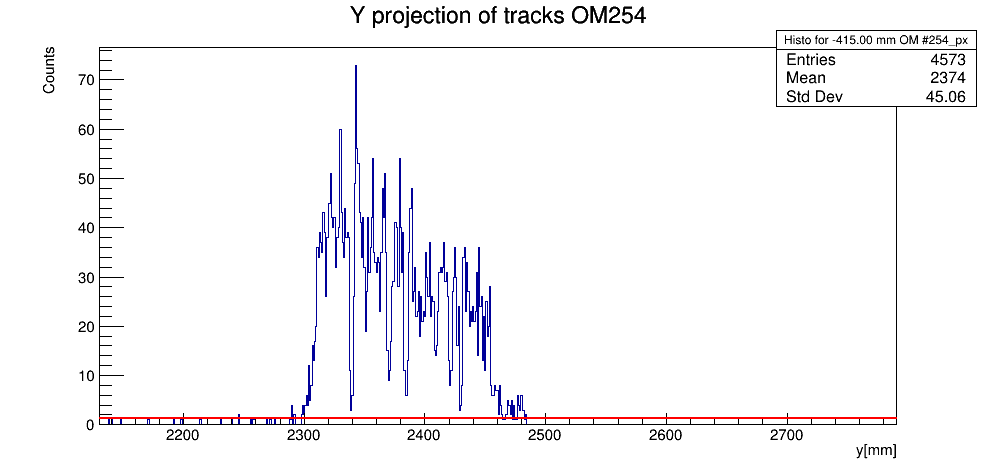 Y projection of tracks OM254
Histo for -415.00 mm OM #254_px
Entries 4573
Mean 2374
Std Dev 45.06
Counts
70
60
50
40
30
20
10
0
2200 2300 2400 2500 2600 2700
y[mm]